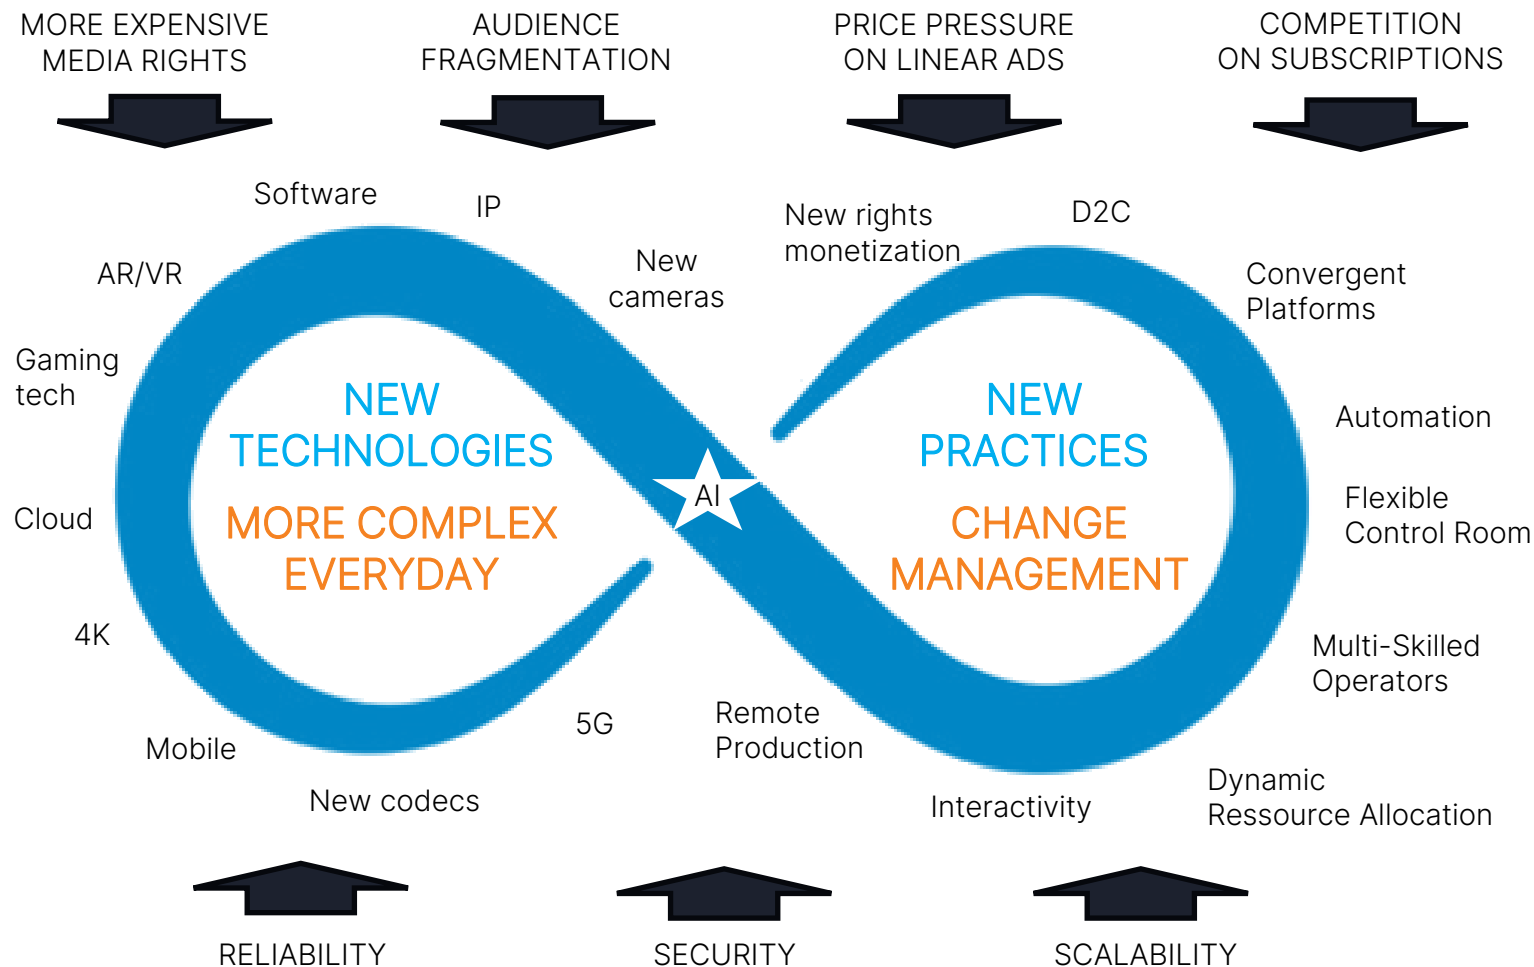 MORE EXPENSIVE
MEDIA RIGHTS
AUDIENCE
FRAGMENTATION
PRICE PRESSURE
ON LINEAR ADS
COMPETITION
ON SUBSCRIPTIONS
Software
IP
New
cameras
AR/VR
Gaming
tech
Cloud
4K
Mobile
New codecs
5G
NEW
TECHNOLOGIES
MORE COMPLEX
EVERYDAY
AI
New rights
monetization
D2C
Convergent
Platforms
Automation
Flexible
Control Room
Multi-Skilled
Operators
Dynamic
Ressource Allocation
Interactivity
Remote
Production
NEW
PRACTICES
CHANGE
MANAGEMENT
RELIABILITY
SECURITY
SCALABILITY